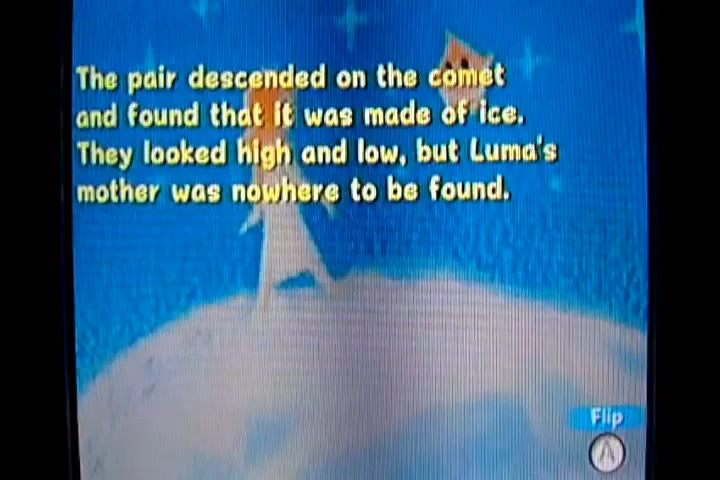 The pair descended on the comet
and found that it was made of ice.
They looked high and low, but Luma's
mother was nowhere to be found.
Flip
A